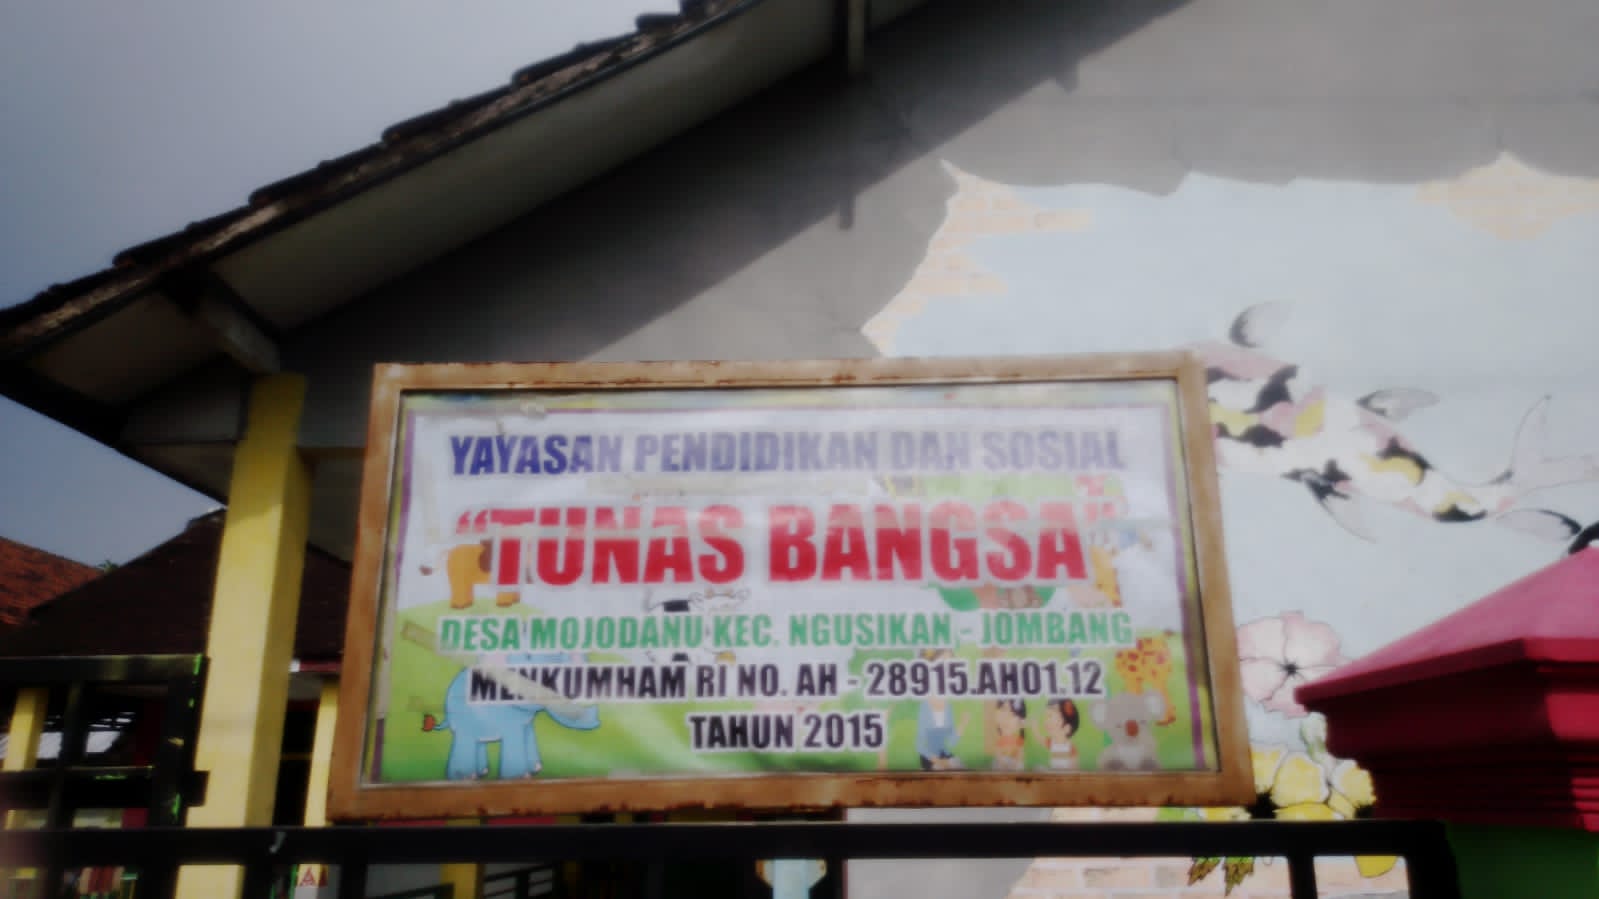 YAYASAN PENDIDIKAN DAN SOSIAL
"TUNAS BANGSA"
DESA MOJODANU KEC. NGUSIKAN - JOMBANG
MENKUMHAM RI NO. AH - 28915.AH01.12
TAHUN 2015